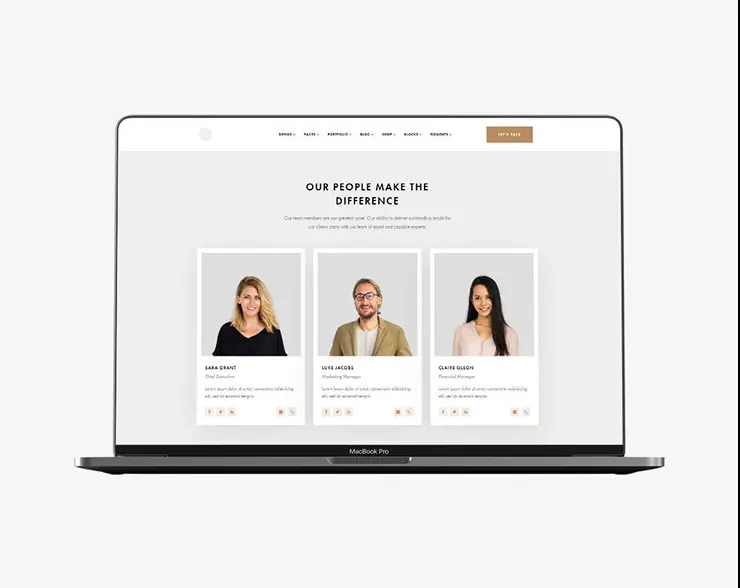 DEMOS PAGES PORTFOLIO BLOG SHOP BLOCKS ELEMENTS LET'S TALK
OUR PEOPLE MAKE THE
DIFFERENCE
Our team members are our greatest asset. Our ability to deliver outstanding results for
our clients starts with our team of smart and capable experts.
SARA GRANT
Chief Executive
Lorem ipsum dolor sit amet, consectetur adipiscing
elit, sed do eiusmod tempor.
LUKE JACOBS
Marketing Manager
Lorem ipsum dolor sit amet, consectetur adipiscing
elit, sed do eiusmod tempor.
CLAIRE OLSON
Financial Manager
Lorem ipsum dolor sit amet, consectetur adipiscing
elit, sed do eiusmod tempor.
MacBook Pro